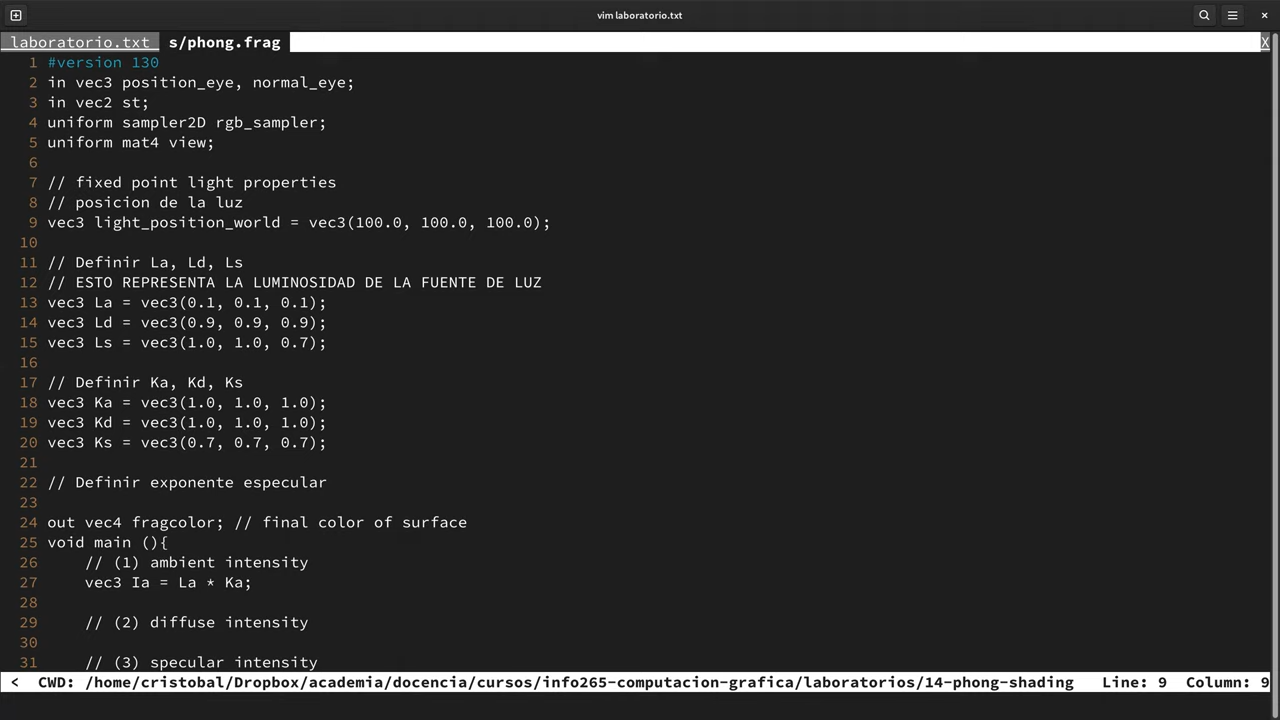 vim laboratorio.txt
laboratorio.txt s/phong.frag X
1 #version 130
2 in vec3 position_eye, normal_eye;
3 in vec2 st;
4 uniform sampler2D rgb_sampler;
5 uniform mat4 view;
6
7 // fixed point light properties
8 // posicion de la luz
9 vec3 light_position_world = vec3(100.0, 100.0, 100.0);
10
11 // Definir La, Ld, Ls
12 // ESTO REPRESENTA LA LUMINOSIDAD DE LA FUENTE DE LUZ
13 vec3 La = vec3(0.1, 0.1, 0.1);
14 vec3 Ld = vec3(0.9, 0.9, 0.9);
15 vec3 Ls = vec3(1.0, 1.0, 0.7);
16
17 // Definir Ka, Kd, Ks
18 vec3 Ka = vec3(1.0, 1.0, 1.0);
19 vec3 Kd = vec3(1.0, 1.0, 1.0);
20 vec3 Ks = vec3(0.7, 0.7, 0.7);
21
22 // Definir exponente especular
23
24 out vec4 fragcolor; // final color of surface
25 void main (){
26 // (1) ambient intensity
27 vec3 Ia = La * Ka;
28
29 // (2) diffuse intensity
30
31 // (3) specular intensity
< CWD: /home/cristobal/Dropbox/academia/docencia/cursos/info265-computacion-grafica/laboratorios/14-phong-shading Line: 9 Column: 9